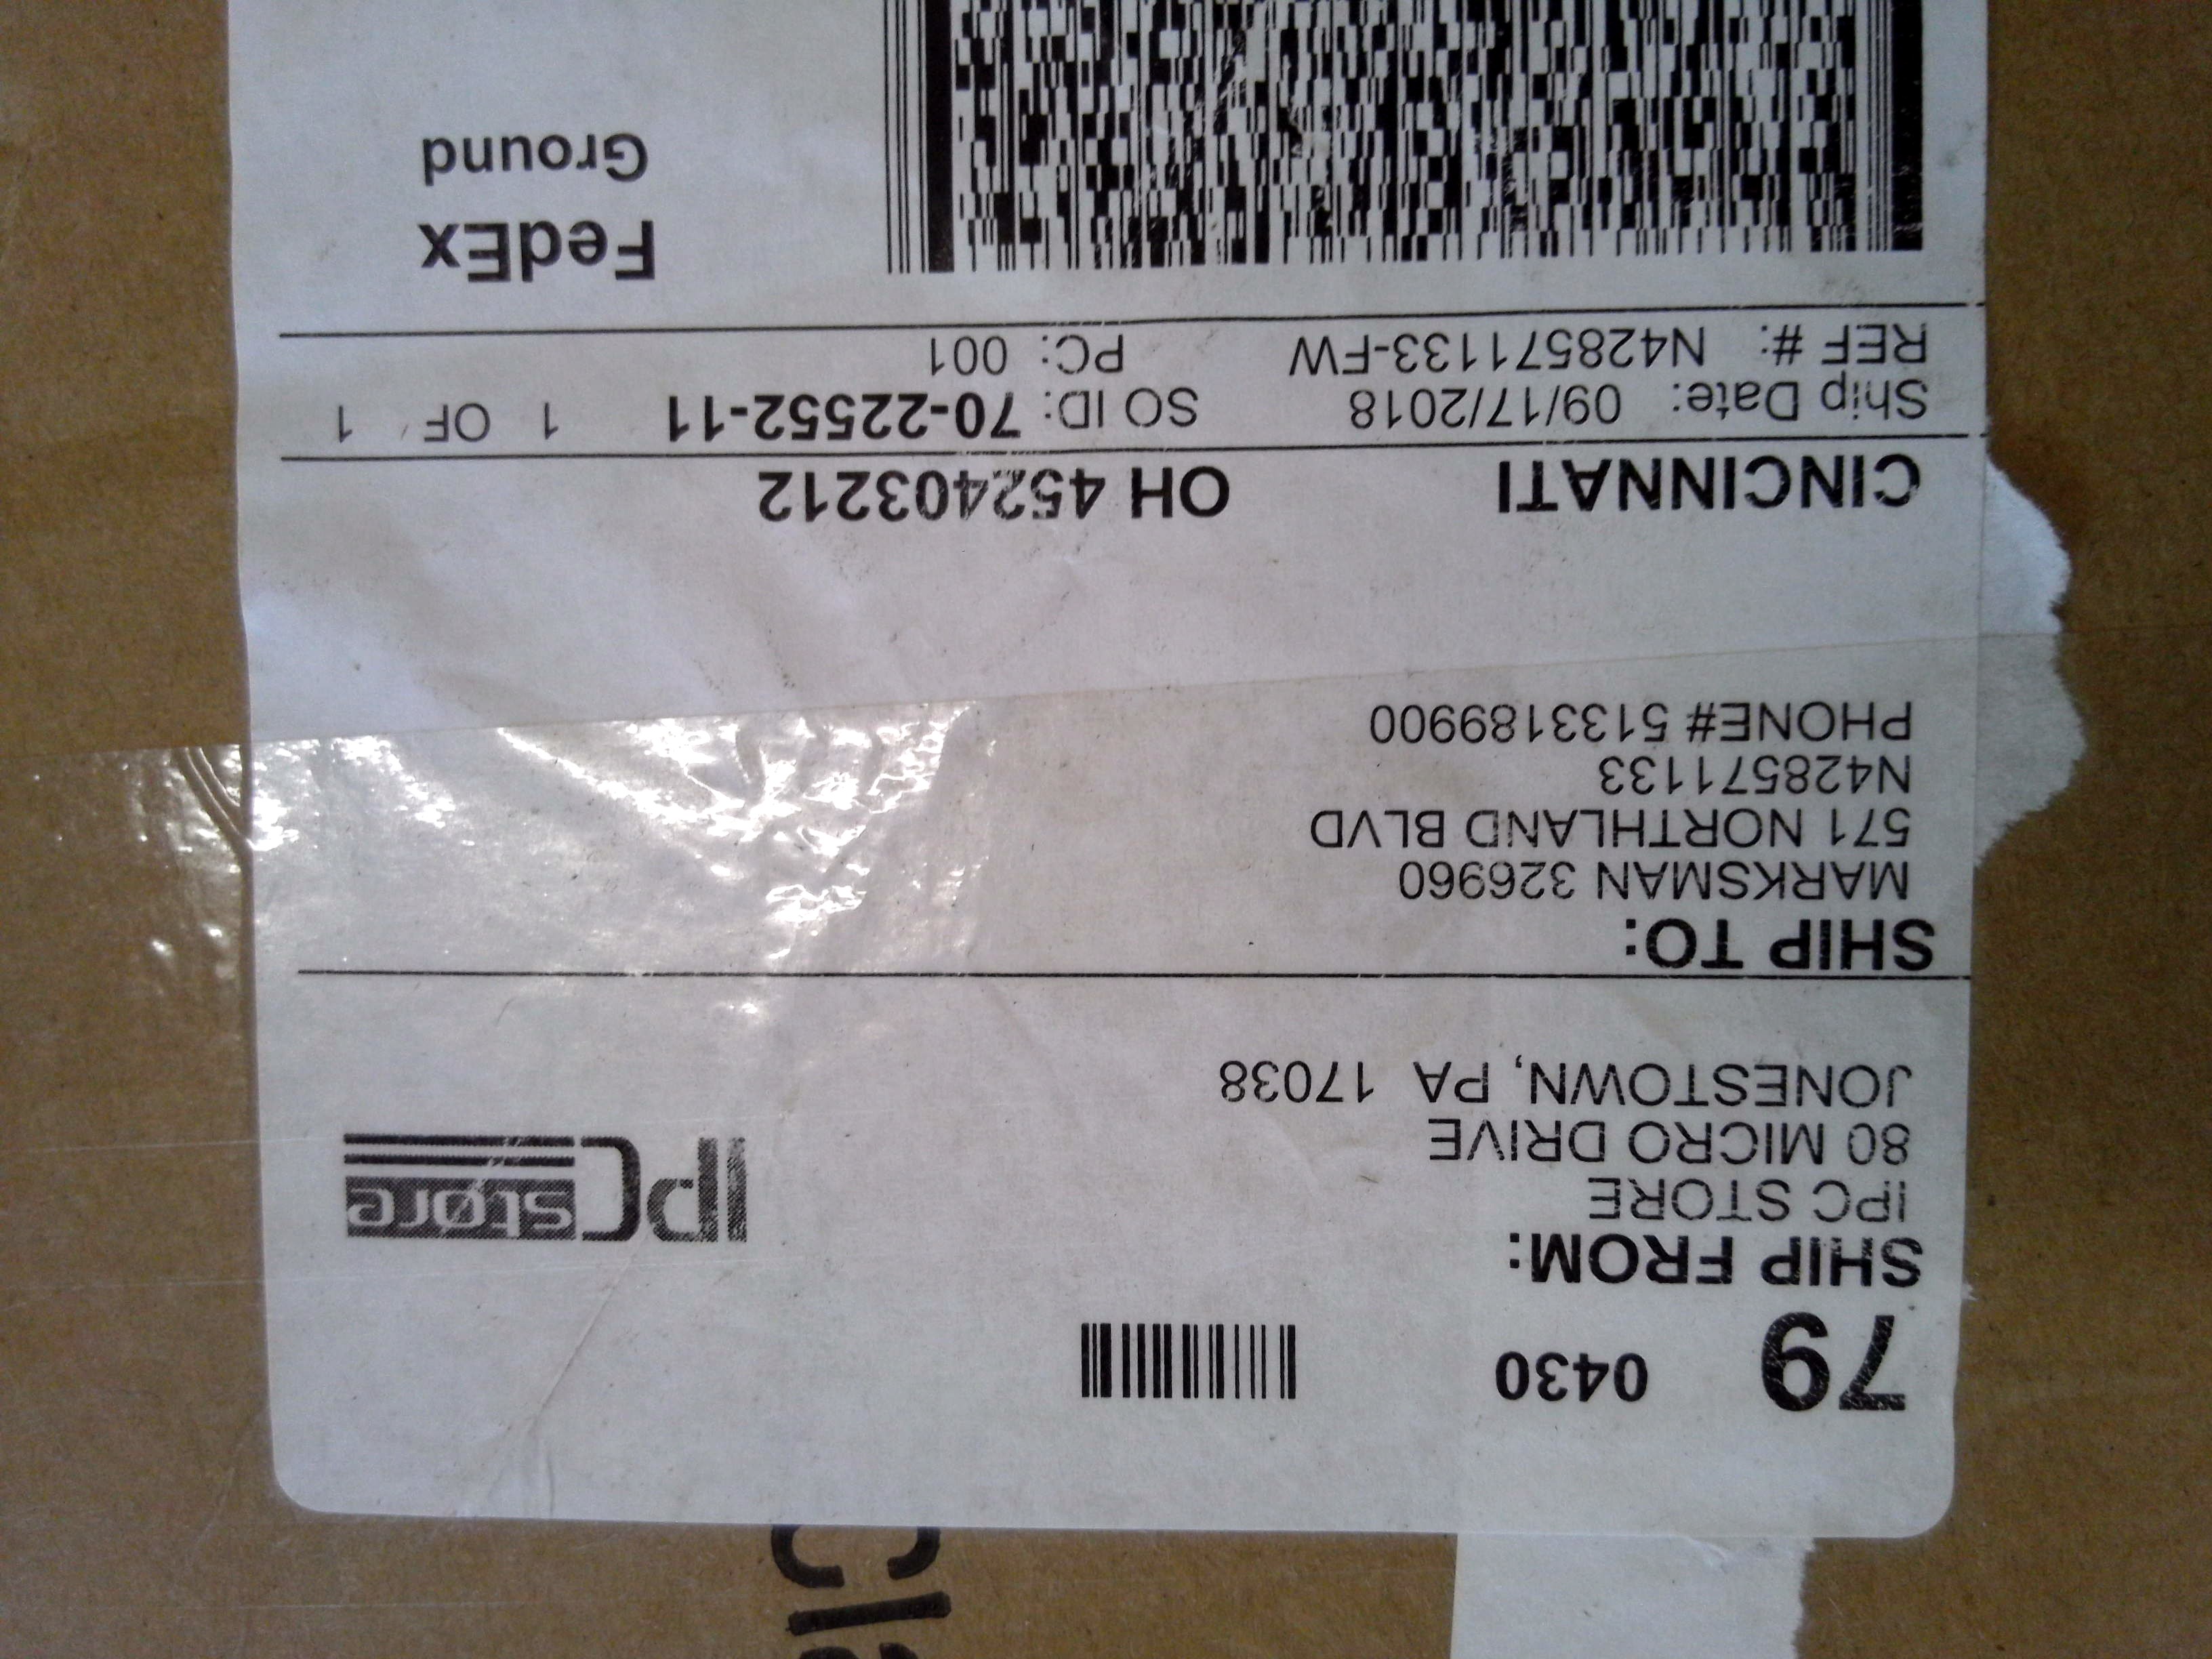 79 0430
SHIP FROM:
IPC STORE
80 MICRO DRIVE
JONESTOWN, PA 17038
IPC store
SHIP TO:
MARKSMAN 326960
571 NORTHLAND BLVD
N428571133
PHONE# 5133189900
CINCINNATI OH 452403212
Ship Date: 09/17/2018 SO ID: 70-22552-11 1 OF 1
REF #: N428571133-FW PC: 001
FedEx
Ground